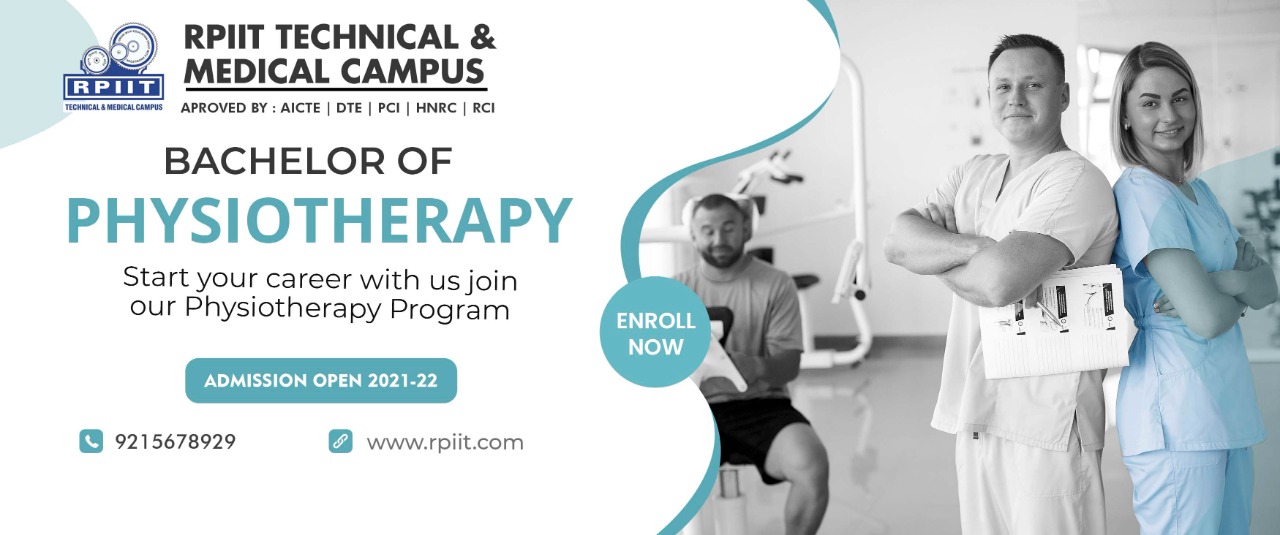 RPIIT
TECHNICAL & MEDICAL CAMPUS
RPIIT TECHNICAL &
MEDICAL CAMPUS
APROVED BY : AICTE | DTE | PCI | HNRC | RCI
BACHELOR OF
PHYSIOTHERAPY
Start your career with us join
our Physiotherapy Program
ENROLL
NOW
ADMISSION OPEN 2021-22
9215678929
www.rpiit.com